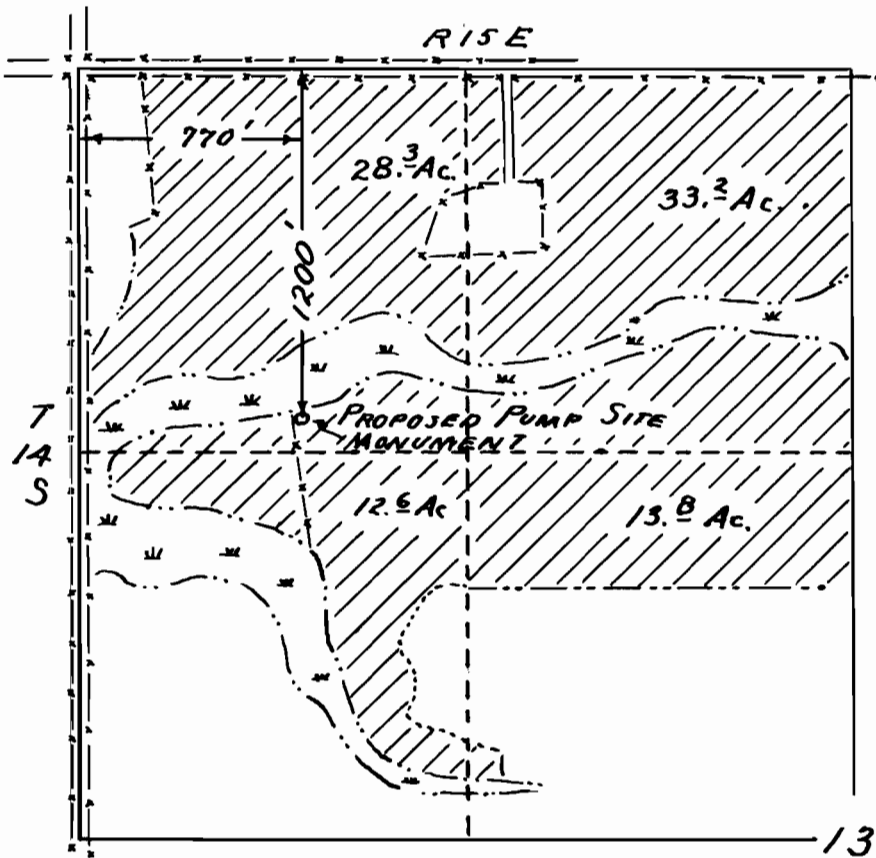 R15E
770'
28.3 Ac.
33.2 Ac.
1200'
T
14
S
PROPOSED PUMP SITE
MONUMENT
12.6 Ac
13.8 Ac.
13